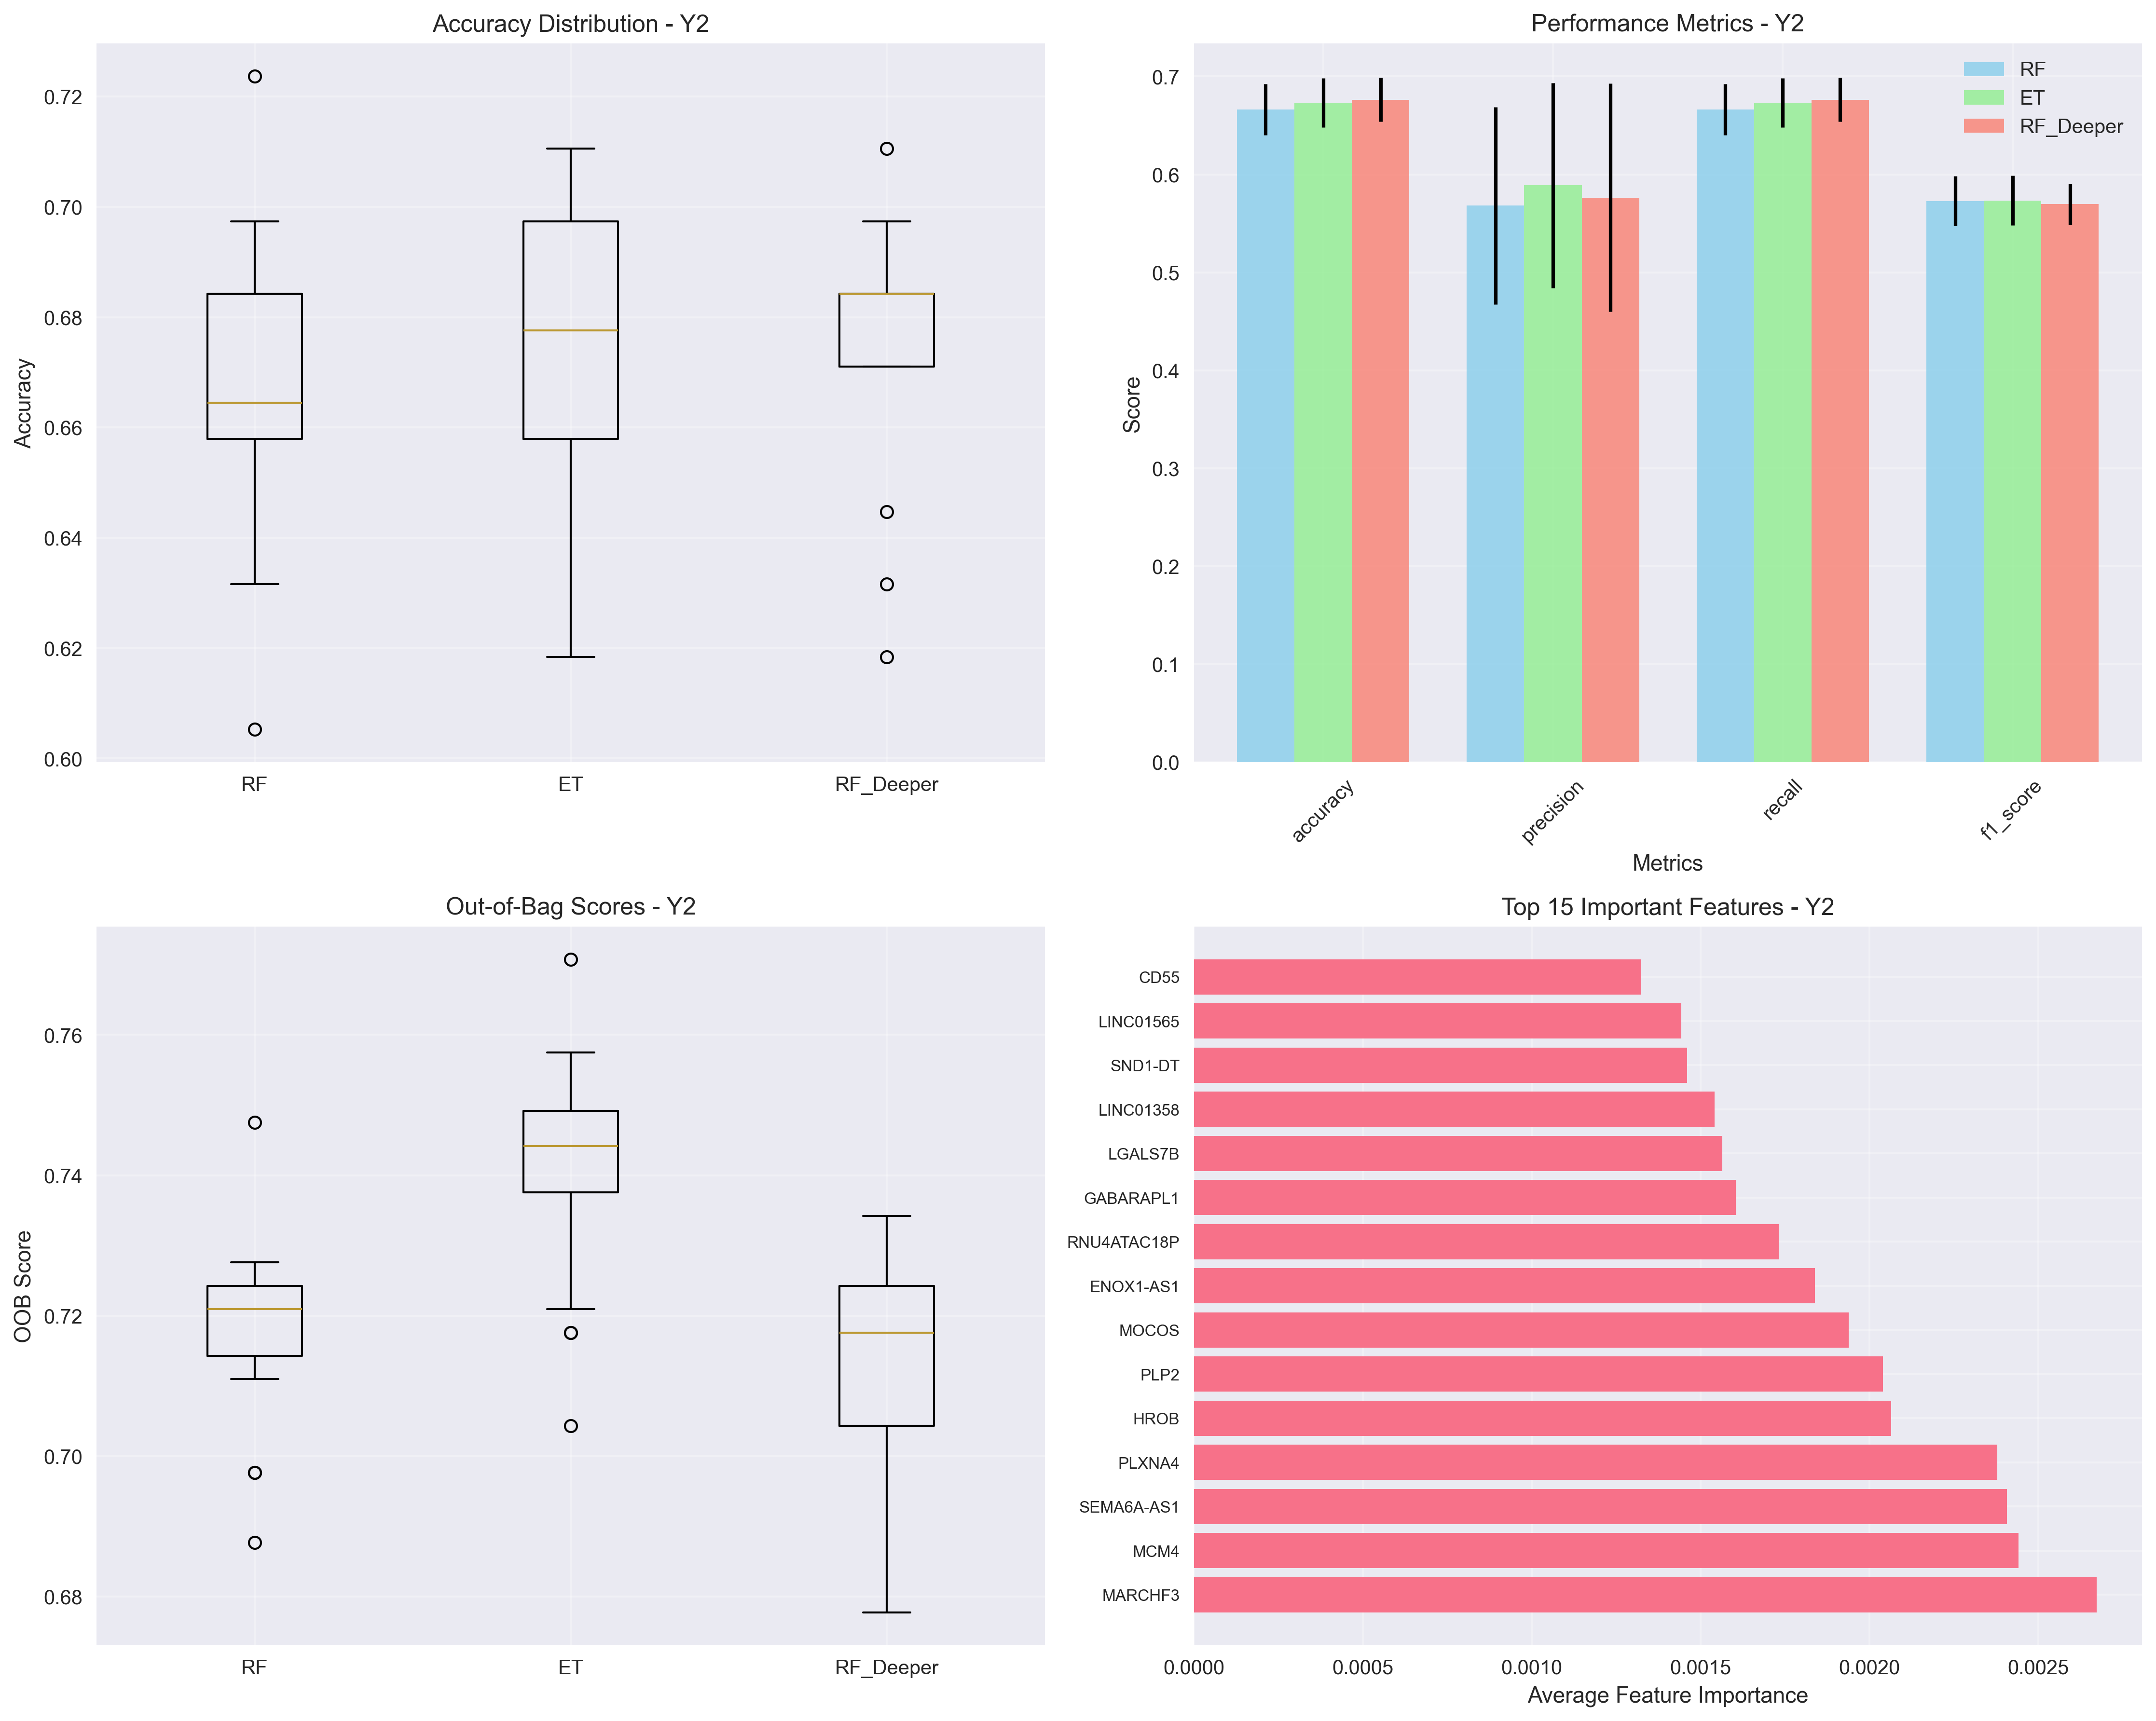 Accuracy Distribution - Y2
Accuracy
0.72
0.70
0.68
0.66
0.64
0.62
0.60
RF
ET
RF_Deeper
Performance Metrics - Y2
Score
0.7
0.6
0.5
0.4
0.3
0.2
0.1
0.0
RF
ET
RF_Deeper
accuracy
precision
recall
f1_score
Metrics
Out-of-Bag Scores - Y2
OOB Score
0.76
0.74
0.72
0.70
0.68
RF
ET
RF_Deeper
Top 15 Important Features - Y2
CD55
LINC01565
SND1-DT
LINC01358
LGALS7B
GABARAPL1
RNU4ATAC18P
ENOX1-AS1
MOCOS
PLP2
HROB
PLXNA4
SEMA6A-AS1
MCM4
MARCHF3
0.0000
0.0005
0.0010
0.0015
0.0020
0.0025
Average Feature Importance